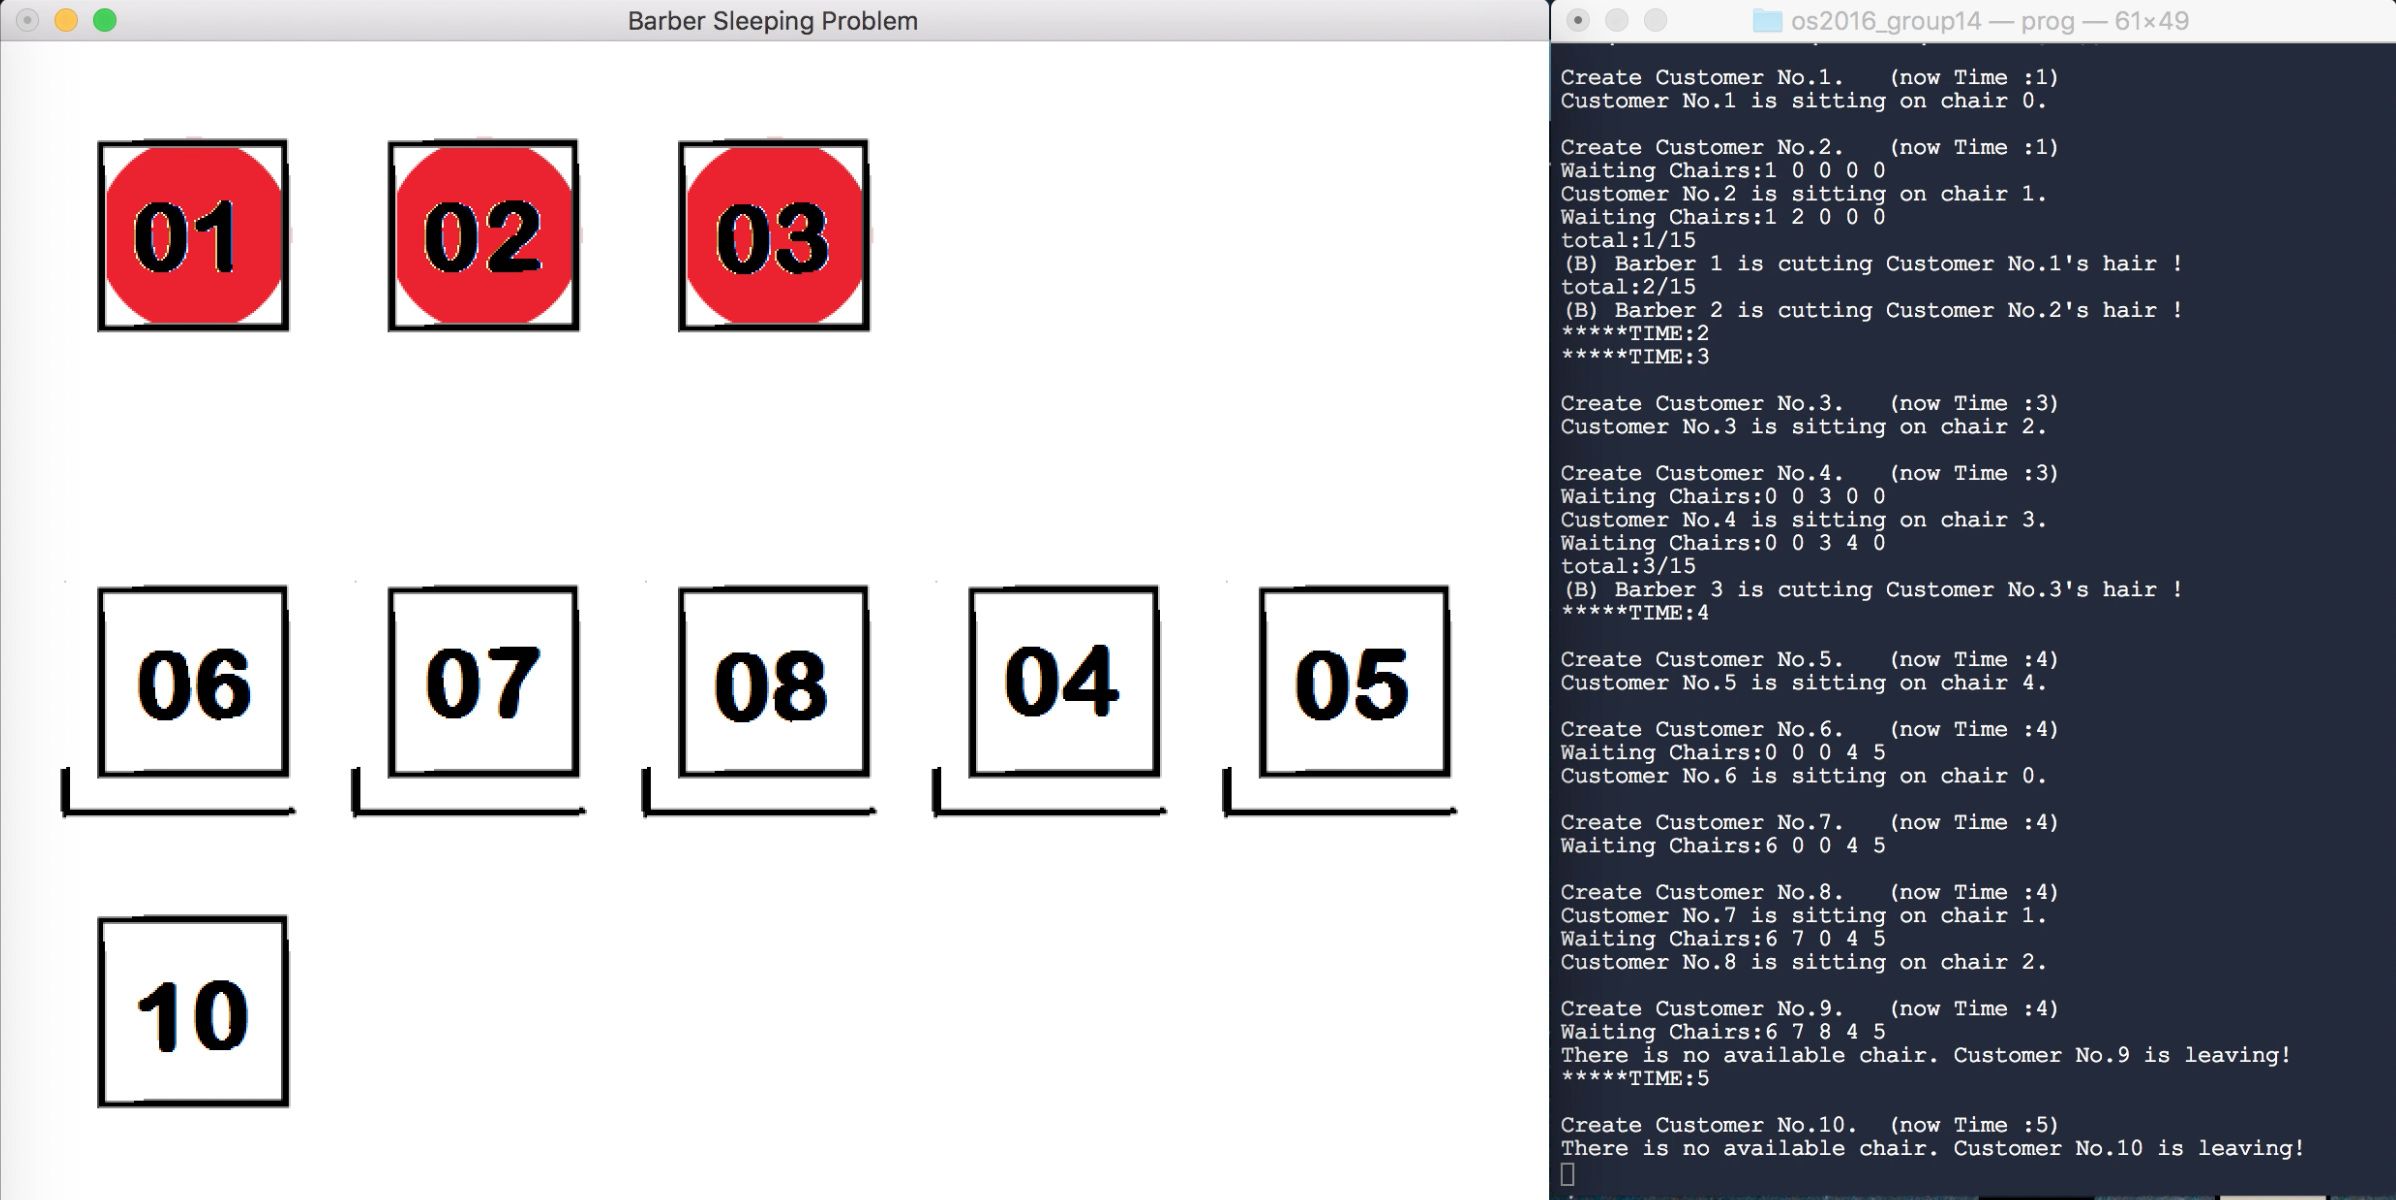 Barber Sleeping Problem
01 02 03
06 07 08 04 05
10
os2016_group14 — prog — 61×49
Create Customer No.1.   (now Time :1)
Customer No.1 is sitting on chair 0.
Create Customer No.2.   (now Time :1)
Waiting Chairs:1 0 0 0 0
Customer No.2 is sitting on chair 1.
Waiting Chairs:1 2 0 0 0
total:1/15
(B) Barber 1 is cutting Customer No.1's hair !
total:2/15
(B) Barber 2 is cutting Customer No.2's hair !
*****TIME:2
*****TIME:3
Create Customer No.3.   (now Time :3)
Customer No.3 is sitting on chair 2.
Create Customer No.4.   (now Time :3)
Waiting Chairs:0 0 3 0 0
Customer No.4 is sitting on chair 3.
Waiting Chairs:0 0 3 4 0
total:3/15
(B) Barber 3 is cutting Customer No.3's hair !
*****TIME:4
Create Customer No.5.   (now Time :4)
Customer No.5 is sitting on chair 4.
Create Customer No.6.   (now Time :4)
Waiting Chairs:0 0 0 4 5
Customer No.6 is sitting on chair 0.
Create Customer No.7.   (now Time :4)
Waiting Chairs:6 0 0 4 5
Create Customer No.8.   (now Time :4)
Customer No.7 is sitting on chair 1.
Waiting Chairs:6 7 0 4 5
Customer No.8 is sitting on chair 2.
Create Customer No.9.   (now Time :4)
Waiting Chairs:6 7 8 4 5
There is no available chair. Customer No.9 is leaving!
*****TIME:5
Create Customer No.10.  (now Time :5)
There is no available chair. Customer No.10 is leaving!